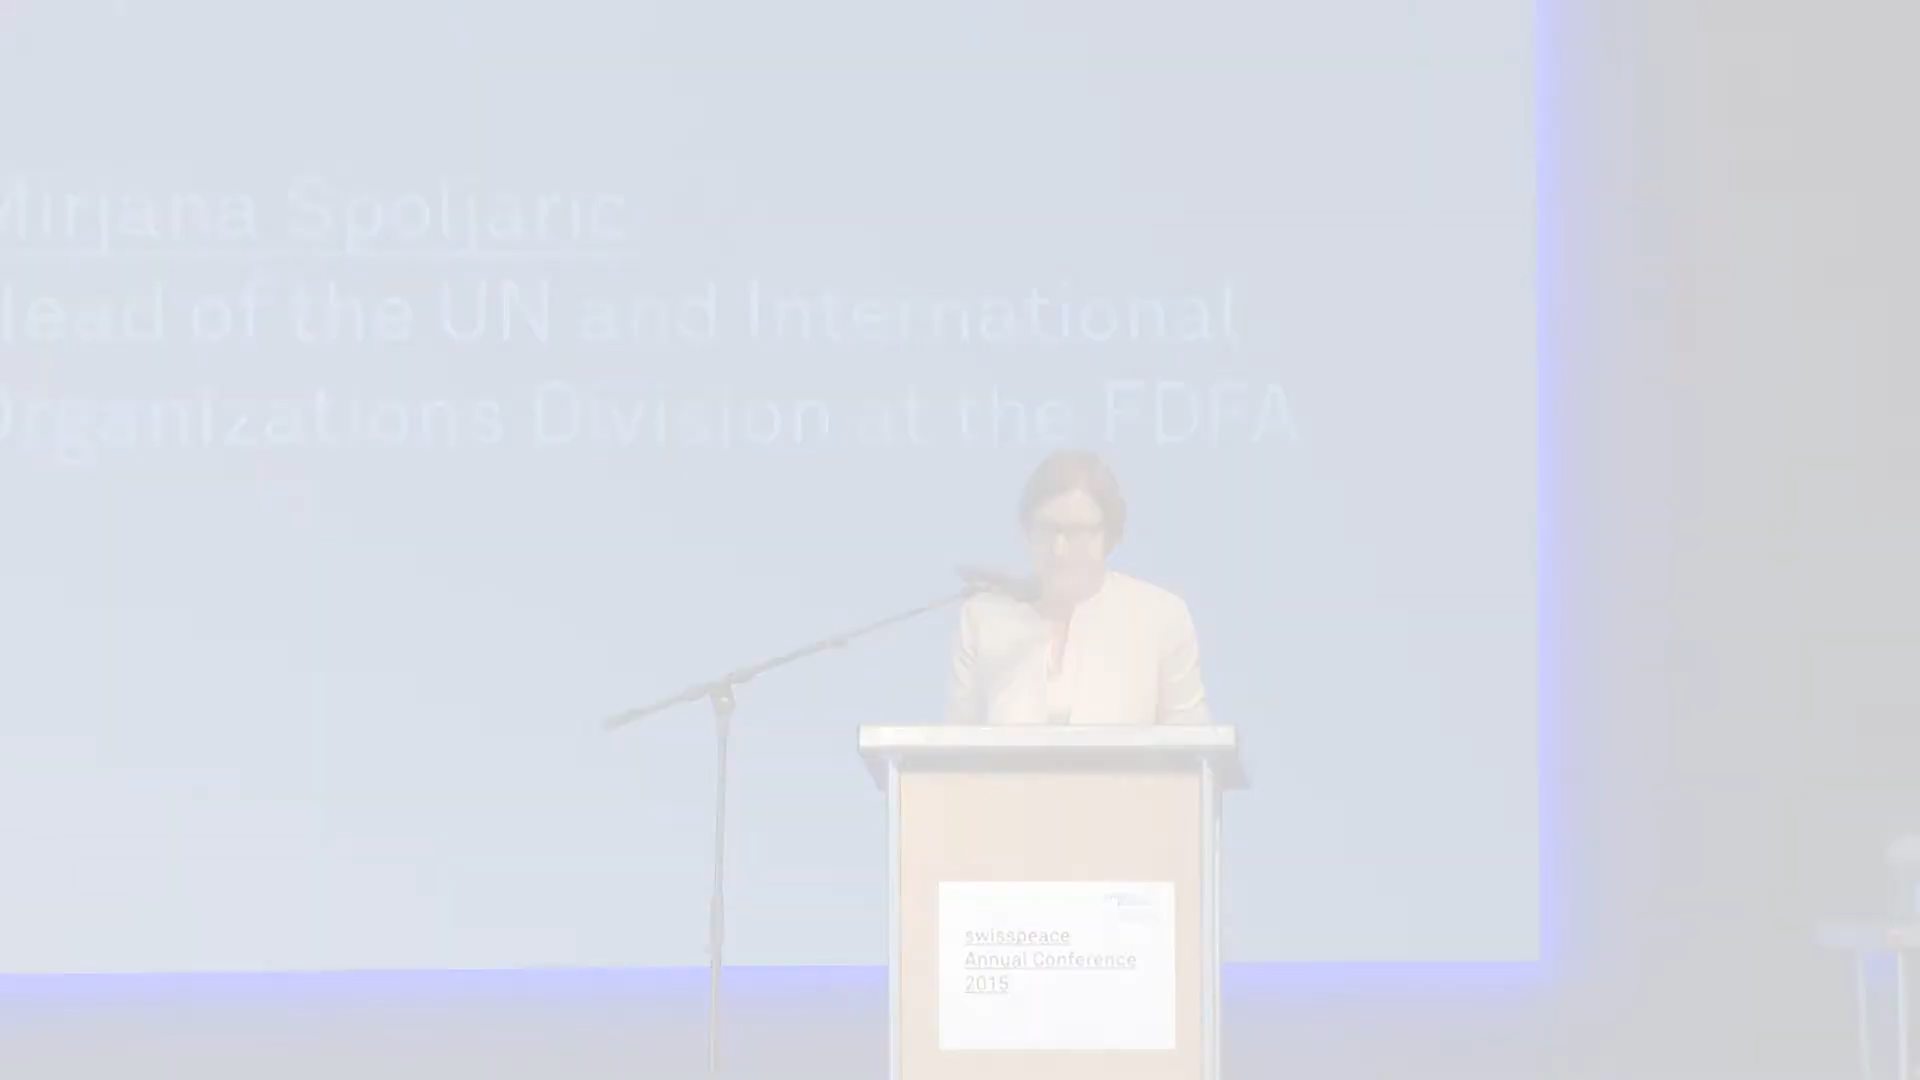 Mirjana Spoljaric
Head of the UN and International
Organizations Division at the FDFA
swisspeace
Annual Conference
2015